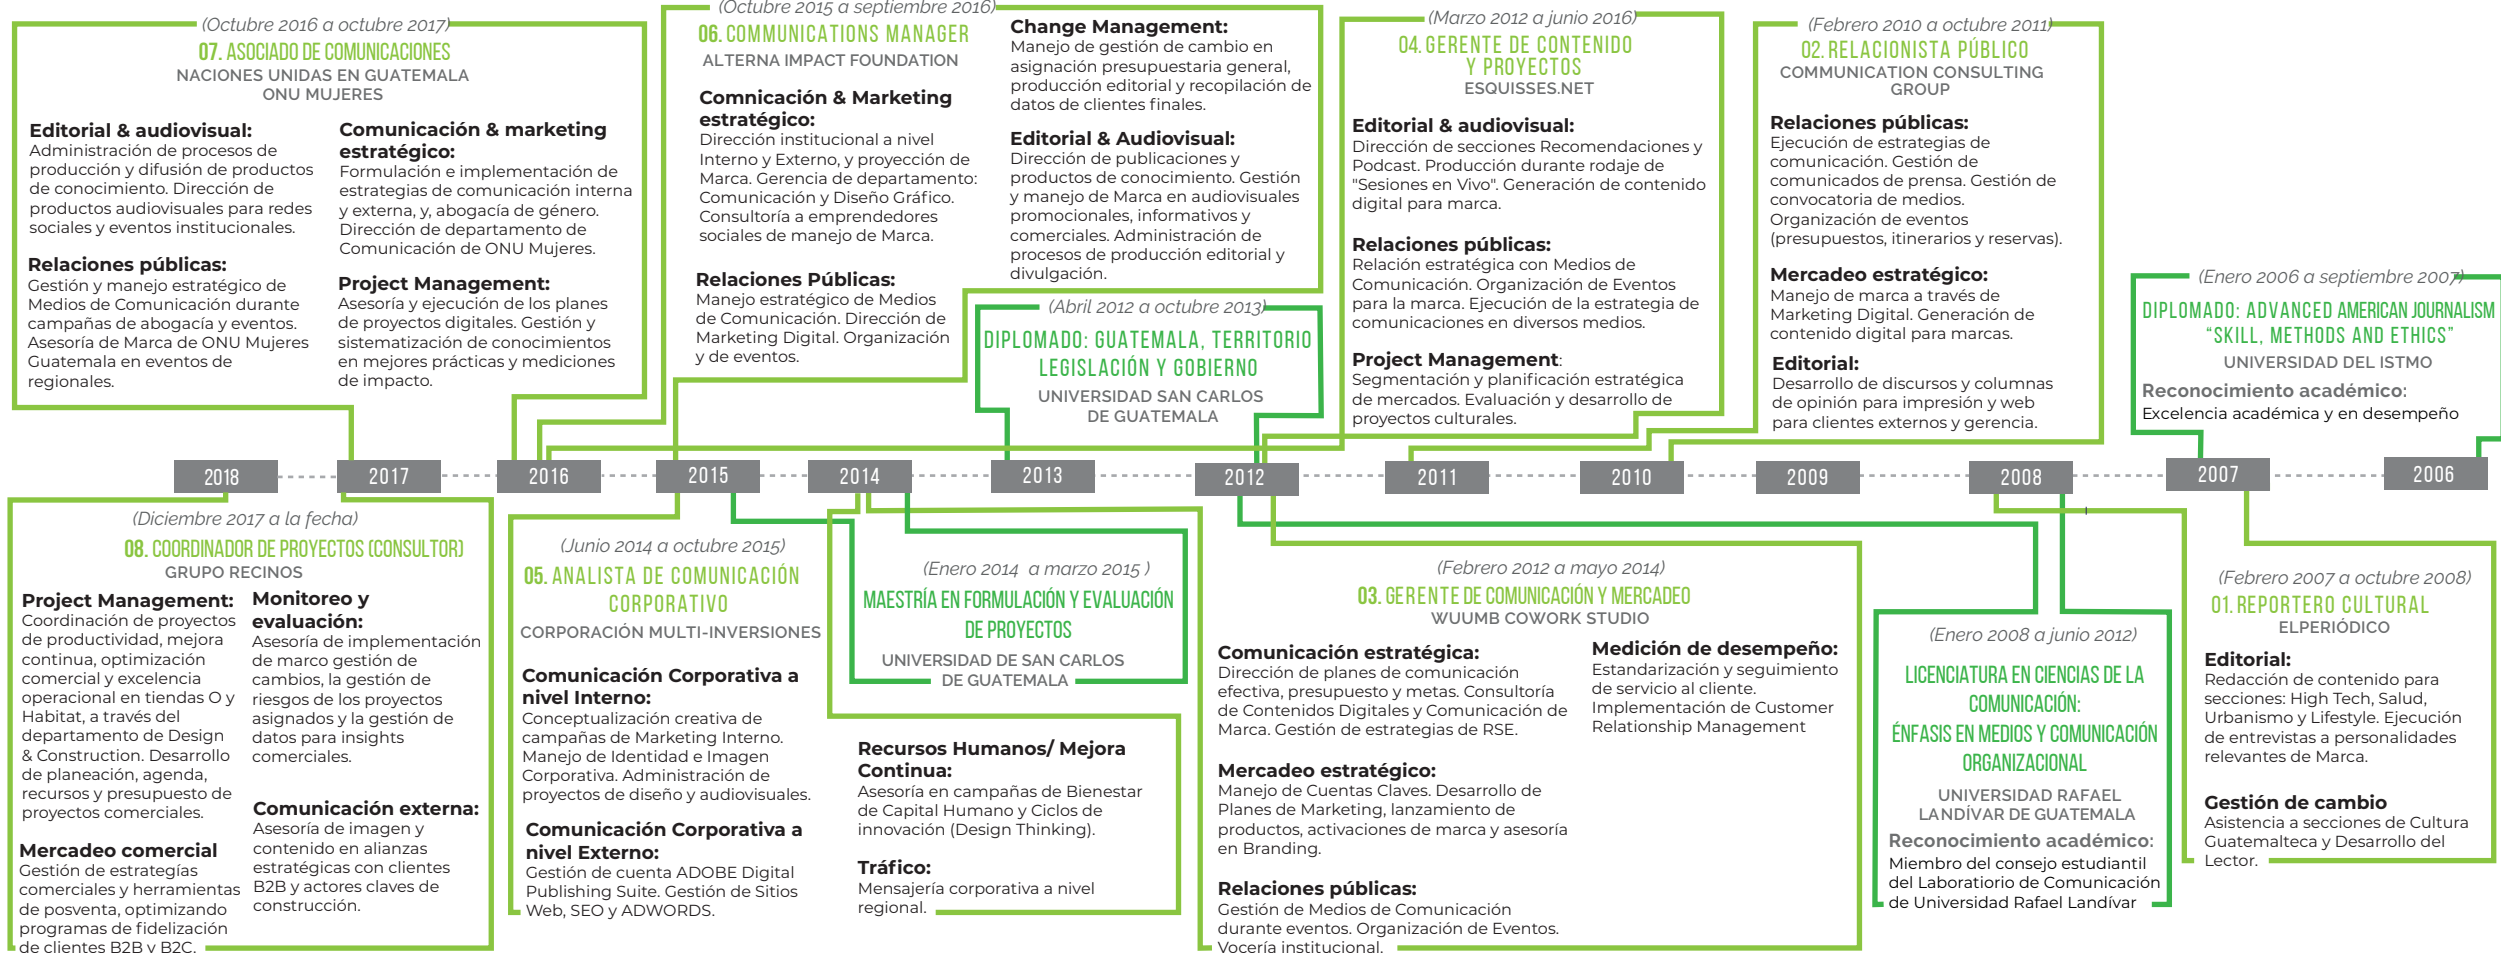 (Octubre 2016 a octubre 2017)
07. ASOCIADO DE COMUNICACIONES
NACIONES UNIDAS EN GUATEMALA
ONU MUJERES
Editorial & audiovisual:
Administración de procesos de
producción y difusión de productos
de conocimiento. Dirección de
productos audiovisuales para redes
sociales y eventos institucionales.
Relaciones públicas:
Gestión y manejo estratégico de
Medios de Comunicación durante
campañas de abogacía y eventos.
Asesoría de Marca de ONU Mujeres
Guatemala en eventos de
regionales.
Comunicación & marketing
estratégico:
Formulación e implementación de
estrategias de comunicación interna
y externa, y, abogacía de género.
Dirección de departamento de
Comunicación de ONU Mujeres.
Project Management:
Asesoría y ejecución de los planes
de proyectos digitales. Gestión y
sistematización de conocimientos
en mejores prácticas y mediciones
de impacto.
(Octubre 2015 a septiembre 2016)
06. COMMUNICATIONS MANAGER
ALTERNA IMPACT FOUNDATION
Comnicación & Marketing
estratégico:
Dirección institucional a nivel
Interno y Externo, y proyección de
Marca. Gerencia de departamento:
Comunicación y Diseño Gráfico.
Consultoría a emprendedores
sociales de manejo de Marca.
Relaciones Públicas:
Manejo estratégico de Medios
de Comunicación. Dirección de
Marketing Digital. Organización
y de eventos.
Change Management:
Manejo de gestión de cambio en
asignación presupuestaria general,
producción editorial y recopilación de
datos de clientes finales.
Editorial & Audiovisual:
Dirección de publicaciones y
productos de conocimiento. Gestión
y manejo de Marca en audiovisuales
promocionales, informativos y
comerciales. Administración de
procesos de producción editorial y
divulgación.
(Abril 2012 a octubre 2013)
DIPLOMADO: GUATEMALA, TERRITORIO
LEGISLACIÓN Y GOBIERNO
UNIVERSIDAD SAN CARLOS
DE GUATEMALA
(Marzo 2012 a junio 2016)
04. GERENTE DE CONTENIDO
Y PROYECTOS
ESQUISSES.NET
Editorial & audiovisual:
Dirección de secciones Recomendaciones y
Podcast. Producción durante rodaje de
"Sesiones en Vivo". Generación de contenido
digital para marca.
Relaciones públicas:
Relación estratégica con Medios de
Comunicación. Organización de Eventos
para la marca. Ejecución de la estrategia de
comunicaciones en diversos medios.
Project Management:
Segmentación y planificación estratégica
de mercados. Evaluación y desarrollo de
proyectos culturales.
(Febrero 2010 a octubre 2011)
02. RELACIONISTA PÚBLICO
COMMUNICATION CONSULTING
GROUP
Relaciones públicas:
Ejecución de estrategias de
comunicación. Gestión de
comunicados de prensa. Gestión de
convocatoria de medios.
Organización de eventos
(presupuestos, itinerarios y reservas).
Mercadeo estratégico:
Manejo de marca a través de
Marketing Digital. Generación de
contenido digital para marcas.
Editorial:
Desarrollo de discursos y columnas
de opinión para impresión y web
para clientes externos y gerencia.
(Enero 2006 a septiembre 2007)
DIPLOMADO: ADVANCED AMERICAN JOURNALISM
“SKILL, METHODS AND ETHICS”
UNIVERSIDAD DEL ISTMO
Reconocimiento académico:
Excelencia académica y en desempeño
2018 2017 2016 2015 2014 2013 2012 2011 2010 2009 2008 2007 2006
(Diciembre 2017 a la fecha)
08. COORDINADOR DE PROYECTOS (CONSULTOR)
GRUPO RECINOS
Project Management:
Coordinación de proyectos
de productividad, mejora
continua, optimización
comercial y excelencia
operacional en tiendas O y
Habitat, a través del
departamento de Design
& Construction. Desarrollo
de planeación, agenda,
recursos y presupuesto de
proyectos comerciales.
Mercadeo comercial
Gestión de estrategías
comerciales y herramientas
de posventa, optimizando
programas de fidelización
de clientes B2B y B2C.
Monitoreo y
evaluación:
Asesoría de implementación
de marco gestión de
cambios, la gestión de
riesgos de los proyectos
asignados y la gestión de
datos para insights
comerciales.
Comunicación externa:
Asesoría de imagen y
contenido en alianzas
estratégicas con clientes
B2B y actores claves de
construcción.
(Junio 2014 a octubre 2015)
05. ANALISTA DE COMUNICACIÓN
CORPORATIVO
CORPORACIÓN MULTI-INVERSIONES
Comunicación Corporativa a
nivel Interno:
Conceptualización creativa de
campañas de Marketing Interno.
Manejo de Identidad e Imagen
Corporativa. Administración de
proyectos de diseño y audiovisuales.
Comunicación Corporativa a
nivel Externo:
Gestión de cuenta ADOBE Digital
Publishing Suite. Gestión de Sitios
Web, SEO y ADWORDS.
(Enero 2014 a marzo 2015 )
MAESTRÍA EN FORMULACIÓN Y EVALUACIÓN
DE PROYECTOS
UNIVERSIDAD DE SAN CARLOS
DE GUATEMALA
Recursos Humanos/ Mejora
Continua:
Asesoría en campañas de Bienestar
de Capital Humano y Ciclos de
innovación (Design Thinking).
Tráfico:
Mensajería corporativa a nivel
regional.
(Febrero 2012 a mayo 2014)
03. GERENTE DE COMUNICACIÓN Y MERCADEO
WUUMB COWORK STUDIO
Comunicación estratégica:
Dirección de planes de comunicación
efectiva, presupuesto y metas. Consultoría
de Contenidos Digitales y Comunicación de
Marca. Gestión de estrategias de RSE.
Mercadeo estratégico:
Manejo de Cuentas Claves. Desarrollo de
Planes de Marketing, lanzamiento de
productos, activaciones de marca y asesoría
en Branding.
Relaciones públicas:
Gestión de Medios de Comunicación
durante eventos. Organización de Eventos.
Vocería institucional.
Medición de desempeño:
Estandarización y seguimiento
de servicio al cliente.
Implementación de Customer
Relationship Management
(Enero 2008 a junio 2012)
LICENCIATURA EN CIENCIAS DE LA
COMUNICACIÓN:
ÉNFASIS EN MEDIOS Y COMUNICACIÓN
ORGANIZACIONAL
UNIVERSIDAD RAFAEL
LANDÍVAR DE GUATEMALA
Reconocimiento académico:
Miembro del consejo estudiantil
del Laboratiorio de Comunicación
de Universidad Rafael Landívar
(Febrero 2007 a octubre 2008)
01. REPORTERO CULTURAL
ELPERIÓDICO
Editorial:
Redacción de contenido para
secciones: High Tech, Salud,
Urbanismo y Lifestyle. Ejecución
de entrevistas a personalidades
relevantes de Marca.
Gestión de cambio
Asistencia a secciones de Cultura
Guatemalteca y Desarrollo del
Lector.